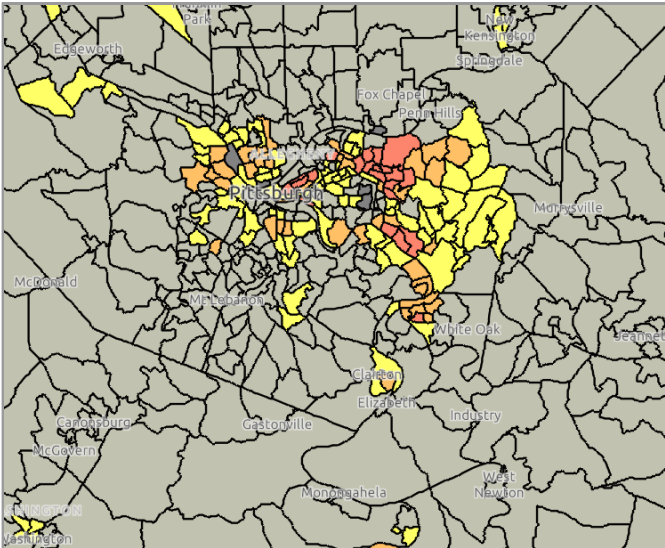 Park
New
Kensington
Edgeworth
Springdale
Fox Chapel
Penn Hills
Pittsburgh
Murrysville
McDonald
Mt Lebanon
White Oak
Jeannet
Clairton
Elizabeth
Canonsburg
Gastonville
Industry
McGovern
West
Newton
Monongahela
Washington